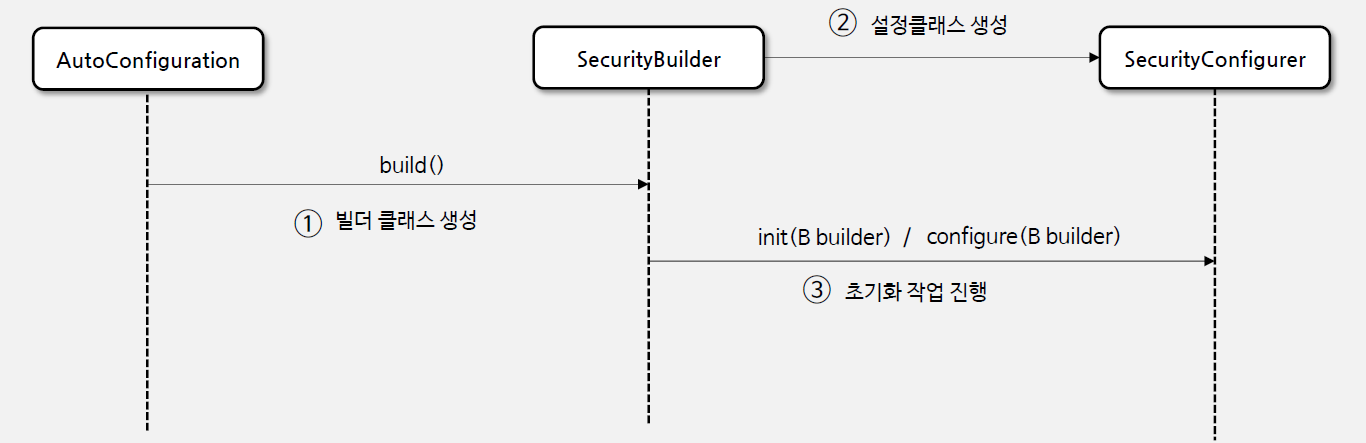 ② 설정클래스 생성
AutoConfiguration
SecurityBuilder
SecurityConfigurer
build()
① 빌더 클래스 생성
init(B builder) / configure(B builder)
③ 초기화 작업 진행